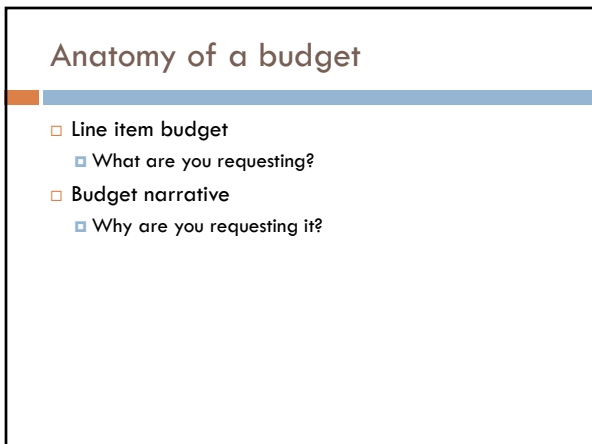 Anatomy of a budget
Line item budget
What are you requesting?
Budget narrative
Why are you requesting it?